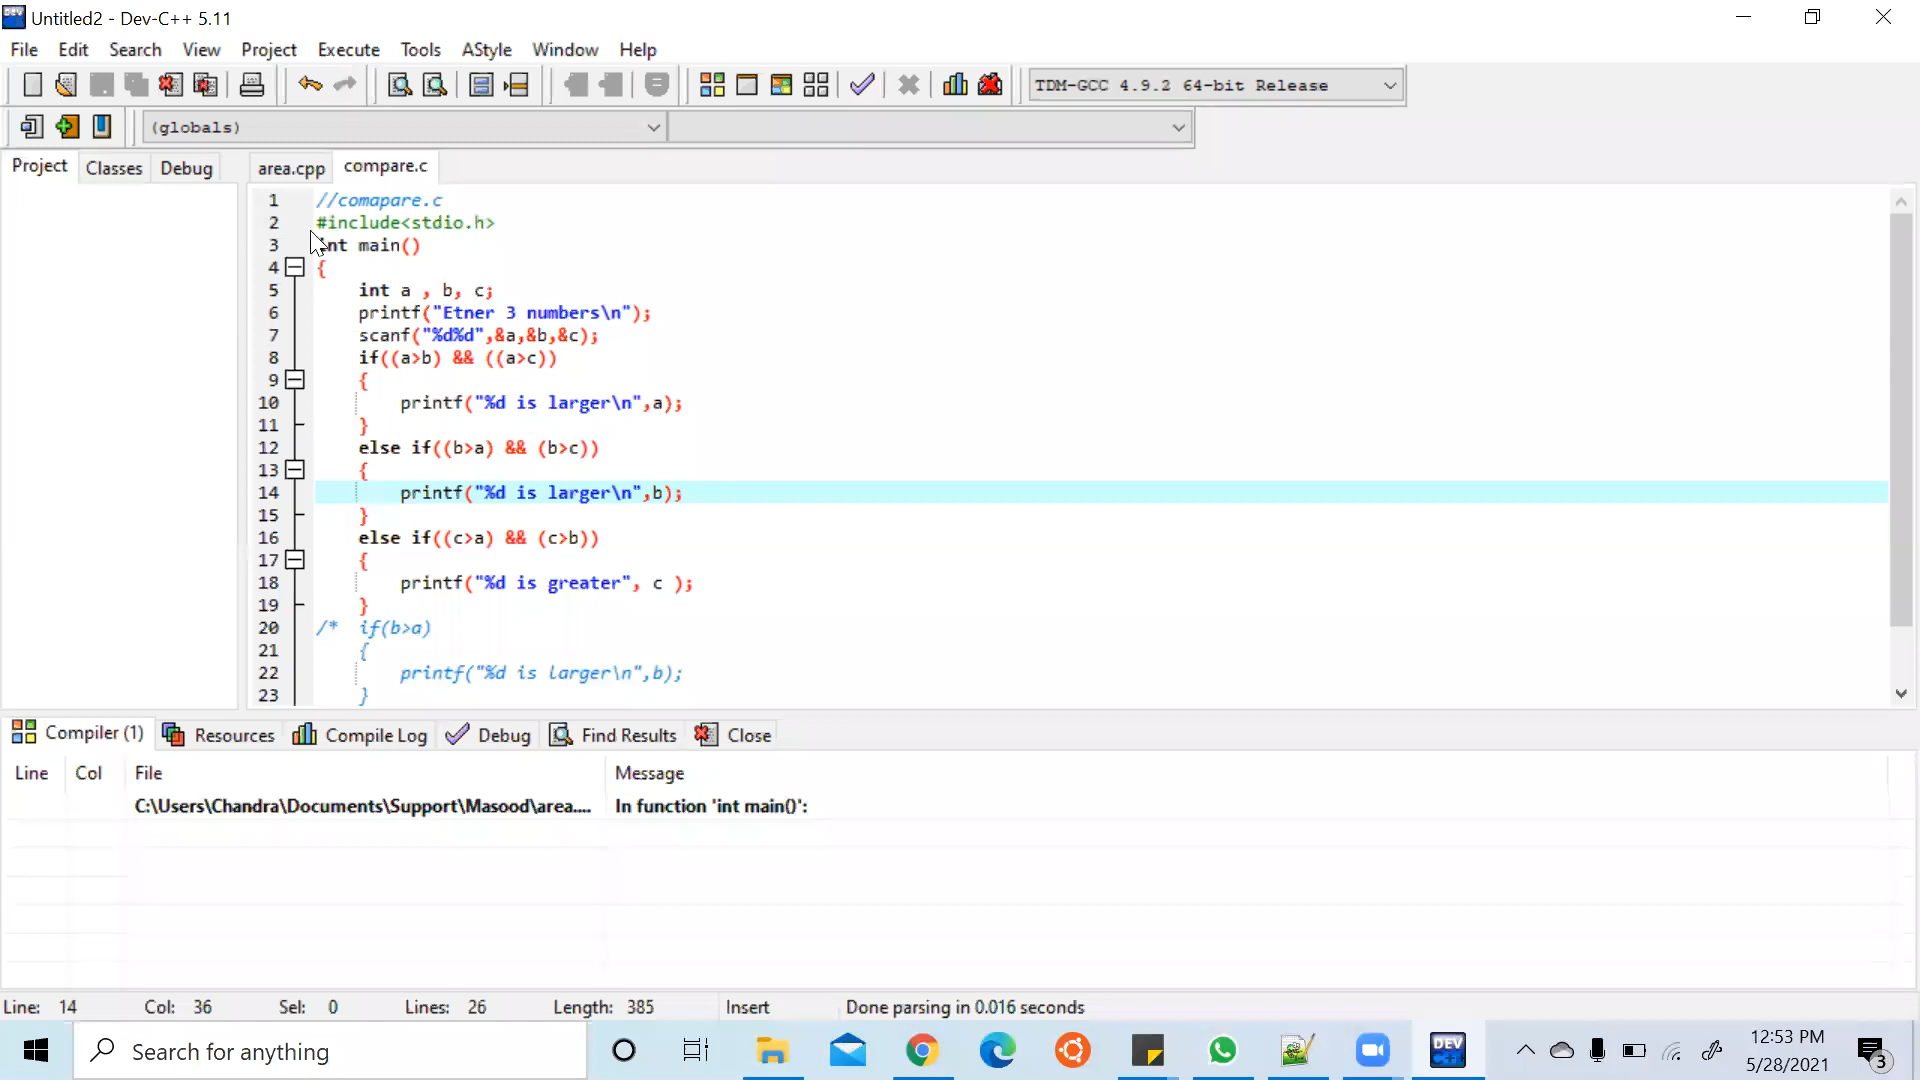 Untitled2 - Dev-C++ 5.11
File Edit Search View Project Execute Tools AStyle Window Help
TDM-GCC 4.9.2 64-bit Release
(globals)
Project Classes Debug area.cpp compare.c
1 //comapare.c
2 #include<stdio.h>
3 int main()
4 {
5 int a , b, c;
6 printf("Etner 3 numbers\n");
7 scanf("%d%d",&a,&b,&c);
8 if((a>b) && ((a>c))
9 {
10 printf("%d is larger\n",a);
11 }
12 else if((b>a) && (b>c))
13 {
14 printf("%d is larger\n",b);
15 }
16 else if((c>a) && (c>b))
17 {
18 printf("%d is greater", c );
19 }
20 /* if(b>a)
21 {
22 printf("%d is larger\n",b);
23 }
Compiler (1) Resources Compile Log Debug Find Results Close
Line Col File Message
C:\Users\Chandra\Documents\Support\Masood\area.... In function 'int main()':
Line: 14 Col: 36 Sel: 0 Lines: 26 Length: 385 Insert Done parsing in 0.016 seconds
Search for anything
DEV C++
12:53 PM
5/28/2021
3